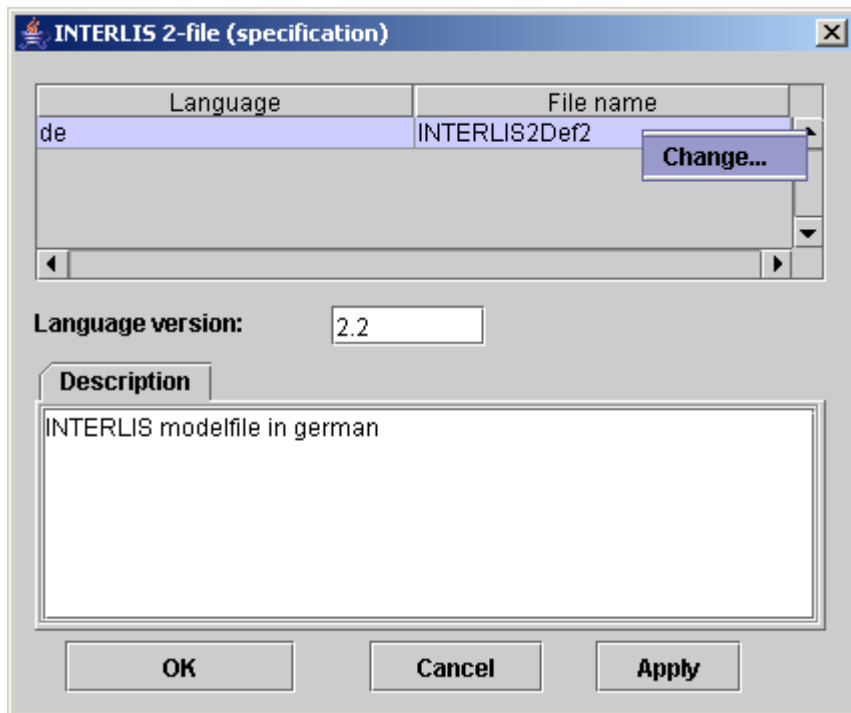 INTERLIS 2-file (specification)
Language File name
de INTERLIS2Def2
Change...
Language version: 2.2
Description
INTERLIS modelfile in german
OK Cancel Apply